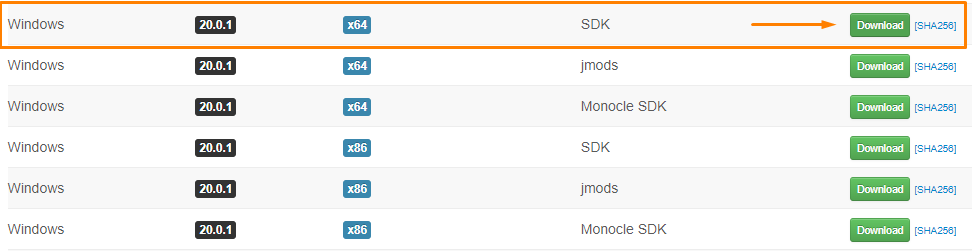 Windows 20.0.1 x64 SDK Download [SHA256]
Windows 20.0.1 x64 jmods Download [SHA256]
Windows 20.0.1 x64 Monocle SDK Download [SHA256]
Windows 20.0.1 x86 SDK Download [SHA256]
Windows 20.0.1 x86 jmods Download [SHA256]
Windows 20.0.1 x86 Monocle SDK Download [SHA256]